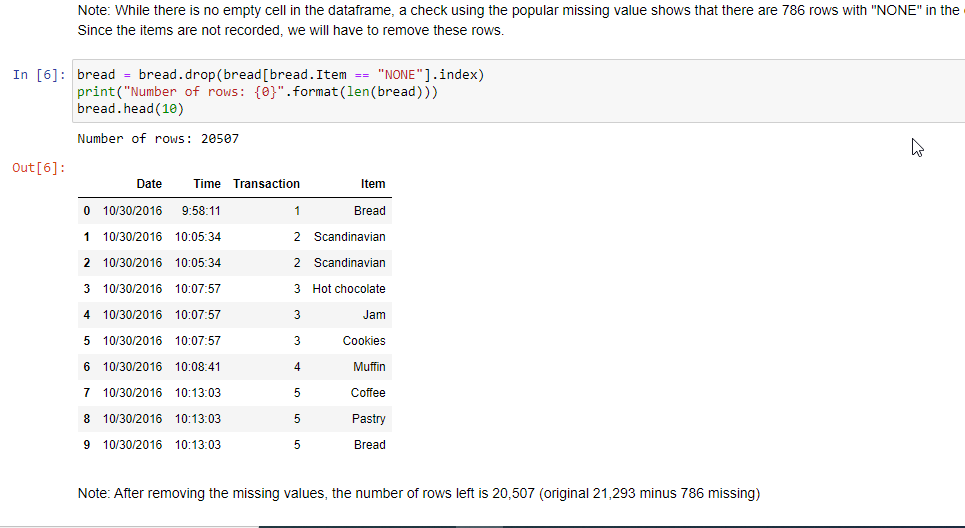 Note: While there is no empty cell in the dataframe, a check using the popular missing value shows that there are 786 rows with "NONE" in the
Since the items are not recorded, we will have to remove these rows.
In [6]: bread = bread.drop(bread[bread.Item == "NONE"].index)
print("Number of rows: {0}".format(len(bread)))
bread.head(10)
Number of rows: 20507
Out[6]:
Date Time Transaction Item
0 10/30/2016 9:58:11 1 Bread
1 10/30/2016 10:05:34 2 Scandinavian
2 10/30/2016 10:05:34 2 Scandinavian
3 10/30/2016 10:07:57 3 Hot chocolate
4 10/30/2016 10:07:57 3 Jam
5 10/30/2016 10:07:57 3 Cookies
6 10/30/2016 10:08:41 4 Muffin
7 10/30/2016 10:13:03 5 Coffee
8 10/30/2016 10:13:03 5 Pastry
9 10/30/2016 10:13:03 5 Bread
Note: After removing the missing values, the number of rows left is 20,507 (original 21,293 minus 786 missing)